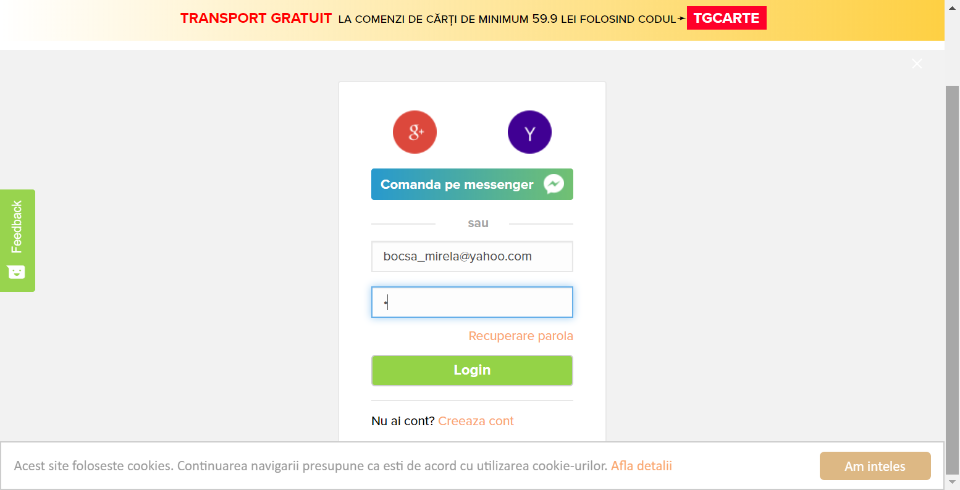 TRANSPORT GRATUIT LA COMENZI DE CĂRȚI DE MINIMUM 59.9 LEI FOLOSIND CODUL TGCARTE
g+ Y
Comanda pe messenger
sau
bocsa_mirela@yahoo.com
Recuperare parola
Login
Nu ai cont? Creeaza cont
Feedback
Acest site foloseste cookies. Continuarea navigarii presupune ca esti de acord cu utilizarea cookie-urilor. Afla detalii
Am inteles